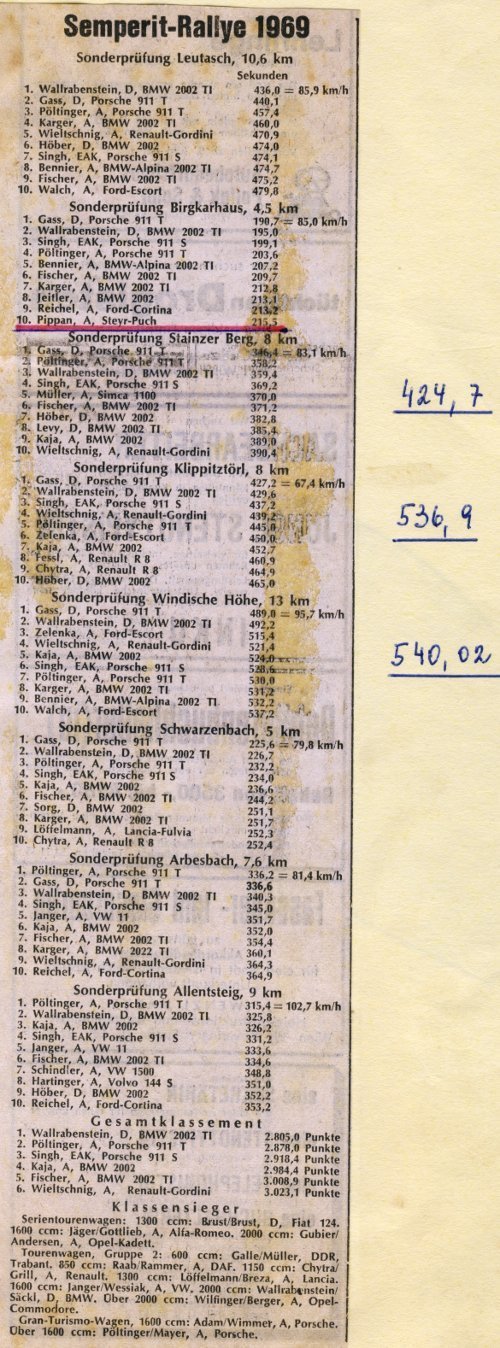 Semperit-Rallye 1969
Sonderprüfung Leutasch, 10,6 km
Sekunden
1. Wallrabenstein, D, BMW 2002 TI 436,0 = 85,9 km/h
2. Gass, D, Porsche 911 T 440,1
3. Pöltinger, A, Porsche 911 T 457,4
4. Karger, A, BMW 2002 TI 460,0
5. Wieltschnig, A, Renault-Gordini 470,9
6. Höber, D, BMW 2002 474,0
7. Singh, EAK, Porsche 911 S 474,1
8. Bennier, A, BMW-Alpina 2002 TI 474,7
9. Fischer, A, BMW 2002 TI 475,2
10. Walch, A, Ford-Escort 479,8
Sonderprüfung Birgkarhaus, 4,5 km
1. Gass, D, Porsche 911 T 190,7 = 85,0 km/h
2. Wallrabenstein, D, BMW 2002 TI 195,0
3. Singh, EAK, Porsche 911 S 199,1
4. Pöltinger, A, Porsche 911 T 203,6
5. Bennier, A, BMW-Alpina 2002 TI 207,2
6. Fischer, A, BMW 2002 TI 209,7
7. Karger, A, BMW 2002 TI 212,8
8. Jeitler, A, BMW 2002 213,1
9. Reichel, A, Ford-Cortina 213,2
10. Pippan, A, Steyr-Puch 215,5
Sonderprüfung Stainzer Berg, 8 km
1. Gass, D, Porsche 911 T 346,4 = 83,1 km/h
2. Pöltinger, A, Porsche 911 T 358,2
3. Wallrabenstein, D, BMW 2002 TI 359,4
4. Singh, EAK, Porsche 911 S 369,2
5. Müller, A, Simca 1100 370,0
6. Fischer, A, BMW 2002 TI 371,2
7. Höber, D, BMW 2002 382,8
8. Levy, D, BMW 2002 TI 385,4
9. Kaja, A, BMW 2002 389,0
10. Wieltschnig, A, Renault-Gordini 390,4
424,7
Sonderprüfung Klippitztörl, 8 km
1. Gass, D, Porsche 911 T 427,2 = 67,4 km/h
2. Wallrabenstein, D, BMW 2002 TI 429,6
3. Singh, EAK, Porsche 911 S 437,2
4. Wieltschnig, A, Renault-Gordini 439,2
5. Pöltinger, A, Porsche 911 T 445,0
6. Zelenka, A, Ford-Escort 450,0
7. Kaja, A, BMW 2002 452,7
8. Fessl, A, Renault R 8 460,9
9. Chytra, A, Renault R 8 464,9
10. Höber, D, BMW 2002 465,0
536,9
Sonderprüfung Windische Höhe, 13 km
1. Gass, D, Porsche 911 T 489,0 = 95,7 km/h
2. Wallrabenstein, D, BMW 2002 TI 492,2
3. Zelenka, A, Ford-Escort 515,4
4. Wieltschnig, A, Renault-Gordini 521,4
5. Kaja, A, BMW 2002 524,0
6. Singh, EAK, Porsche 911 S 528,6
7. Pöltinger, A, Porsche 911 T 530,0
8. Karger, A, BMW 2002 TI 531,2
9. Bennier, A, BMW-Alpina 2002 TI 532,2
10. Walch, A, Ford-Escort 537,2
540,02
Sonderprüfung Schwarzenbach, 5 km
1. Gass, D, Porsche 911 T 225,6 = 79,8 km/h
2. Wallrabenstein, D, BMW 2002 TI 226,7
3. Pöltinger, A, Porsche 911 T 232,2
4. Singh, EAK, Porsche 911 S 234,0
5. Kaja, A, BMW 2002 236,6
6. Fischer, A, BMW 2002 TI 244,2
7. Sorg, D, BMW 2002 251,1
8. Karger, A, BMW 2002 TI 251,7
9. Löffelmann, A, Lancia-Fulvia 252,3
10. Chytra, A, Renault R 8 252,4
Sonderprüfung Arbesbach, 7,6 km
1. Pöltinger, A, Porsche 911 T 336,2 = 81,4 km/h
2. Gass, D, Porsche 911 T 336,6
3. Wallrabenstein, D, BMW 2002 TI 340,3
4. Singh, EAK, Porsche 911 S 345,0
5. Janger, A, VW 11 351,7
6. Kaja, A, BMW 2002 352,0
7. Fischer, A, BMW 2002 TI 354,4
8. Karger, A, BMW 2022 TI 360,1
9. Wieltschnig, A, Renault-Gordini 364,3
10. Reichel, A, Ford-Cortina 364,9
Sonderprüfung Allentsteig, 9 km
1. Pöltinger, A, Porsche 911 T 315,4 = 102,7 km/h
2. Wallrabenstein, D, BMW 2002 TI 325,8
3. Kaja, A, BMW 2002 326,2
4. Singh, EAK, Porsche 911 S 331,2
5. Janger, A, VW 11 333,6
6. Fischer, A, BMW 2002 TI 334,6
7. Schindler, A, VW 1500 348,8
8. Hartinger, A, Volvo 144 S 351,0
9. Höber, D, BMW 2002 352,2
10. Reichel, A, Ford-Cortina 353,2
Gesamtklassement
1. Wallrabenstein, D, BMW 2002 TI 2.805,0 Punkte
2. Pöltinger, A, Porsche 911 T 2.878,0 Punkte
3. Singh, EAK, Porsche 911 S 2.918,4 Punkte
4. Kaja, A, BMW 2002 2.984,4 Punkte
5. Fischer, A, BMW 2002 TI 3.008,9 Punkte
6. Wieltschnig, A, Renault-Gordini 3.023,1 Punkte
Klassensieger
Serientourenwagen: 1300 ccm: Brust/Brust, D, Fiat 124.
1600 ccm: Jäger/Gottlieb, A, Alfa-Romeo. 2000 ccm: Gubier/
Andersen, A, Opel-Kadett.
Tourenwagen, Gruppe 2: 600 ccm: Galle/Müller, DDR,
Trabant. 850 ccm: Raab/Rammer, A, DAF. 1150 ccm: Chytra/
Grill, A, Renault. 1300 ccm: Löffelmann/Breza, A, Lancia.
1600 ccm: Janger/Wessiak, A, VW. 2000 ccm: Wallrabenstein/
Säckl, D, BMW. Über 2000 ccm: Wilfinger/Berger, A, Opel-
Commodore.
Gran-Turismo-Wagen, 1600 ccm: Adam/Wimmer, A, Porsche.
Über 1600 ccm: Pöltinger/Mayer, A, Porsche.